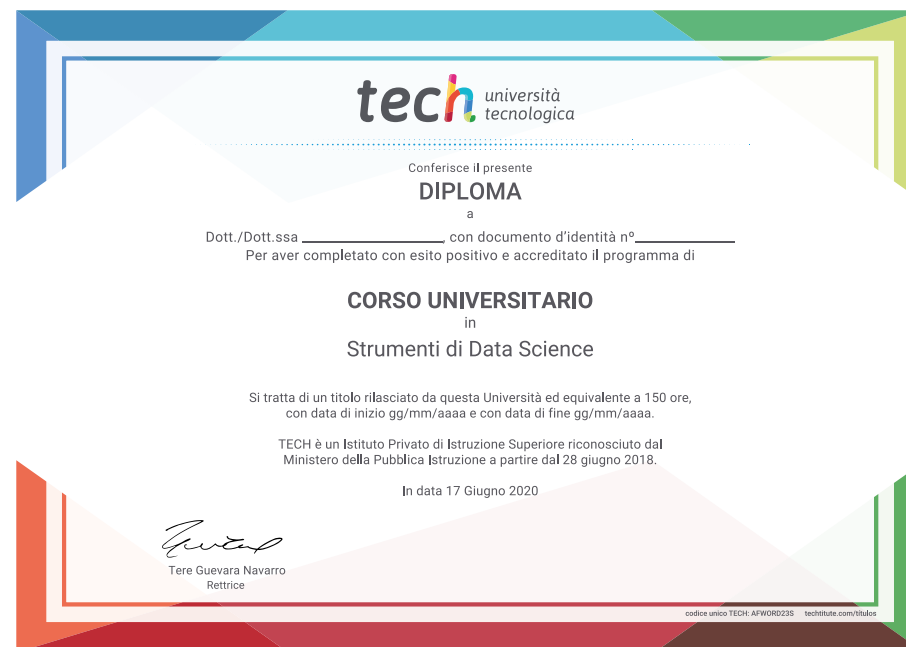 tech università
tecnologica
Conferisce il presente
DIPLOMA
a
Dott./Dott.ssa ________________, con documento d'identità nº____________
Per aver completato con esito positivo e accreditato il programma di
CORSO UNIVERSITARIO
in
Strumenti di Data Science
Si tratta di un titolo rilasciato da questa Università ed equivalente a 150 ore,
con data di inizio gg/mm/aaaa e con data di fine gg/mm/aaaa.
TECH è un Istituto Privato di Istruzione Superiore riconosciuto dal
Ministero della Pubblica Istruzione a partire dal 28 giugno 2018.
In data 17 Giugno 2020
Tere Guevara Navarro
Rettrice
codice unico TECH: AFWORD23S techtitute.com/titulos